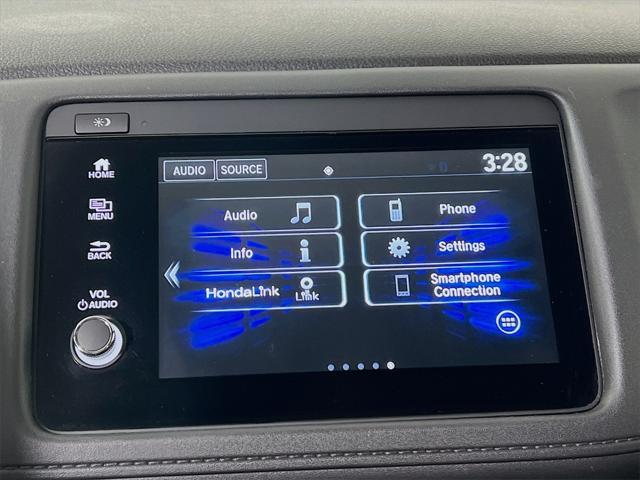 AUDIO SOURCE 3:28
HOME
MENU
BACK
VOL
AUDIO
Audio
Phone
Info
Settings
HondaLink Link
Smartphone
Connection